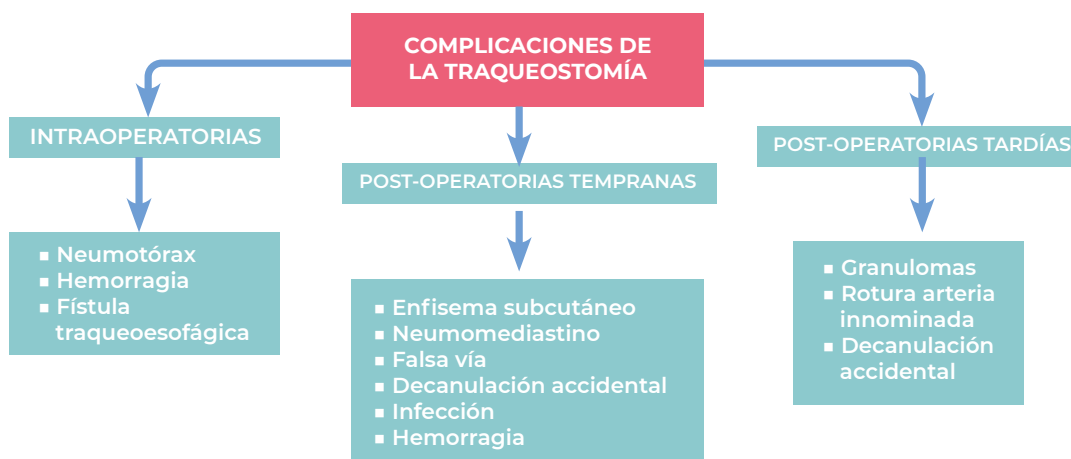 COMPLICACIONES DE
LA TRAQUEOSTOMÍA
INTRAOPERATORIAS
▪ Neumotórax
▪ Hemorragia
▪ Fístula
traqueoesofágica
POST-OPERATORIAS TEMPRANAS
▪ Enfisema subcutáneo
▪ Neumomediastino
▪ Falsa vía
▪ Decanulación accidental
▪ Infección
▪ Hemorragia
POST-OPERATORIAS TARDÍAS
▪ Granulomas
▪ Rotura arteria
innominada
▪ Decanulación
accidental